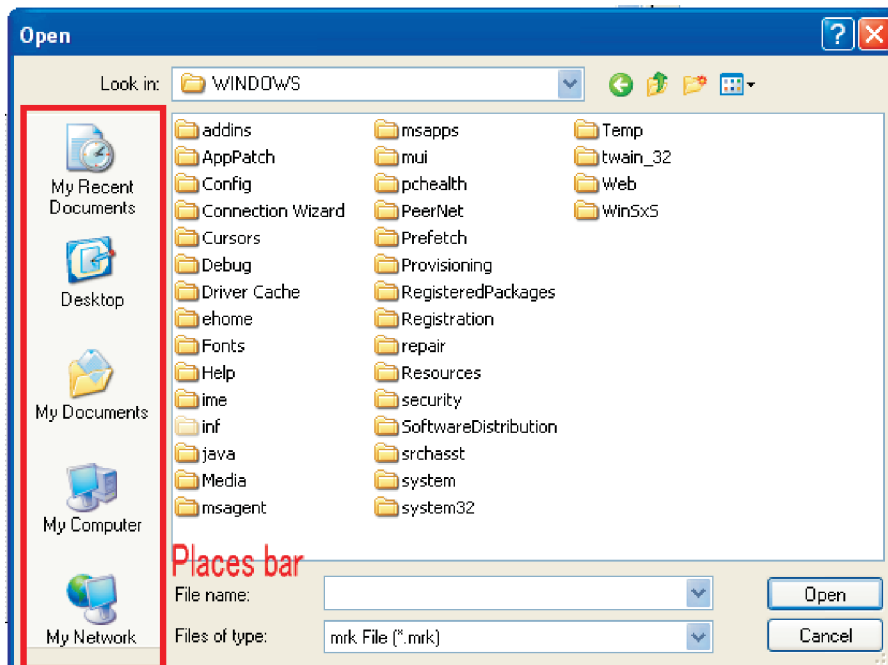 Open
Look in:
WINDOWS
My Recent
Documents
Desktop
My Documents
My Computer
My Network
addins
AppPatch
Config
Connection Wizard
Cursors
Debug
Driver Cache
ehome
Fonts
Help
ime
inf
java
Media
msagent
msapps
mui
pchealth
PeerNet
Prefetch
Provisioning
RegisteredPackages
Registration
repair
Resources
security
SoftwareDistribution
srchasst
system
system32
Temp
twain_32
Web
WinSxS
Places bar
File name:
Open
Files of type:
mrk File (*.mrk)
Cancel